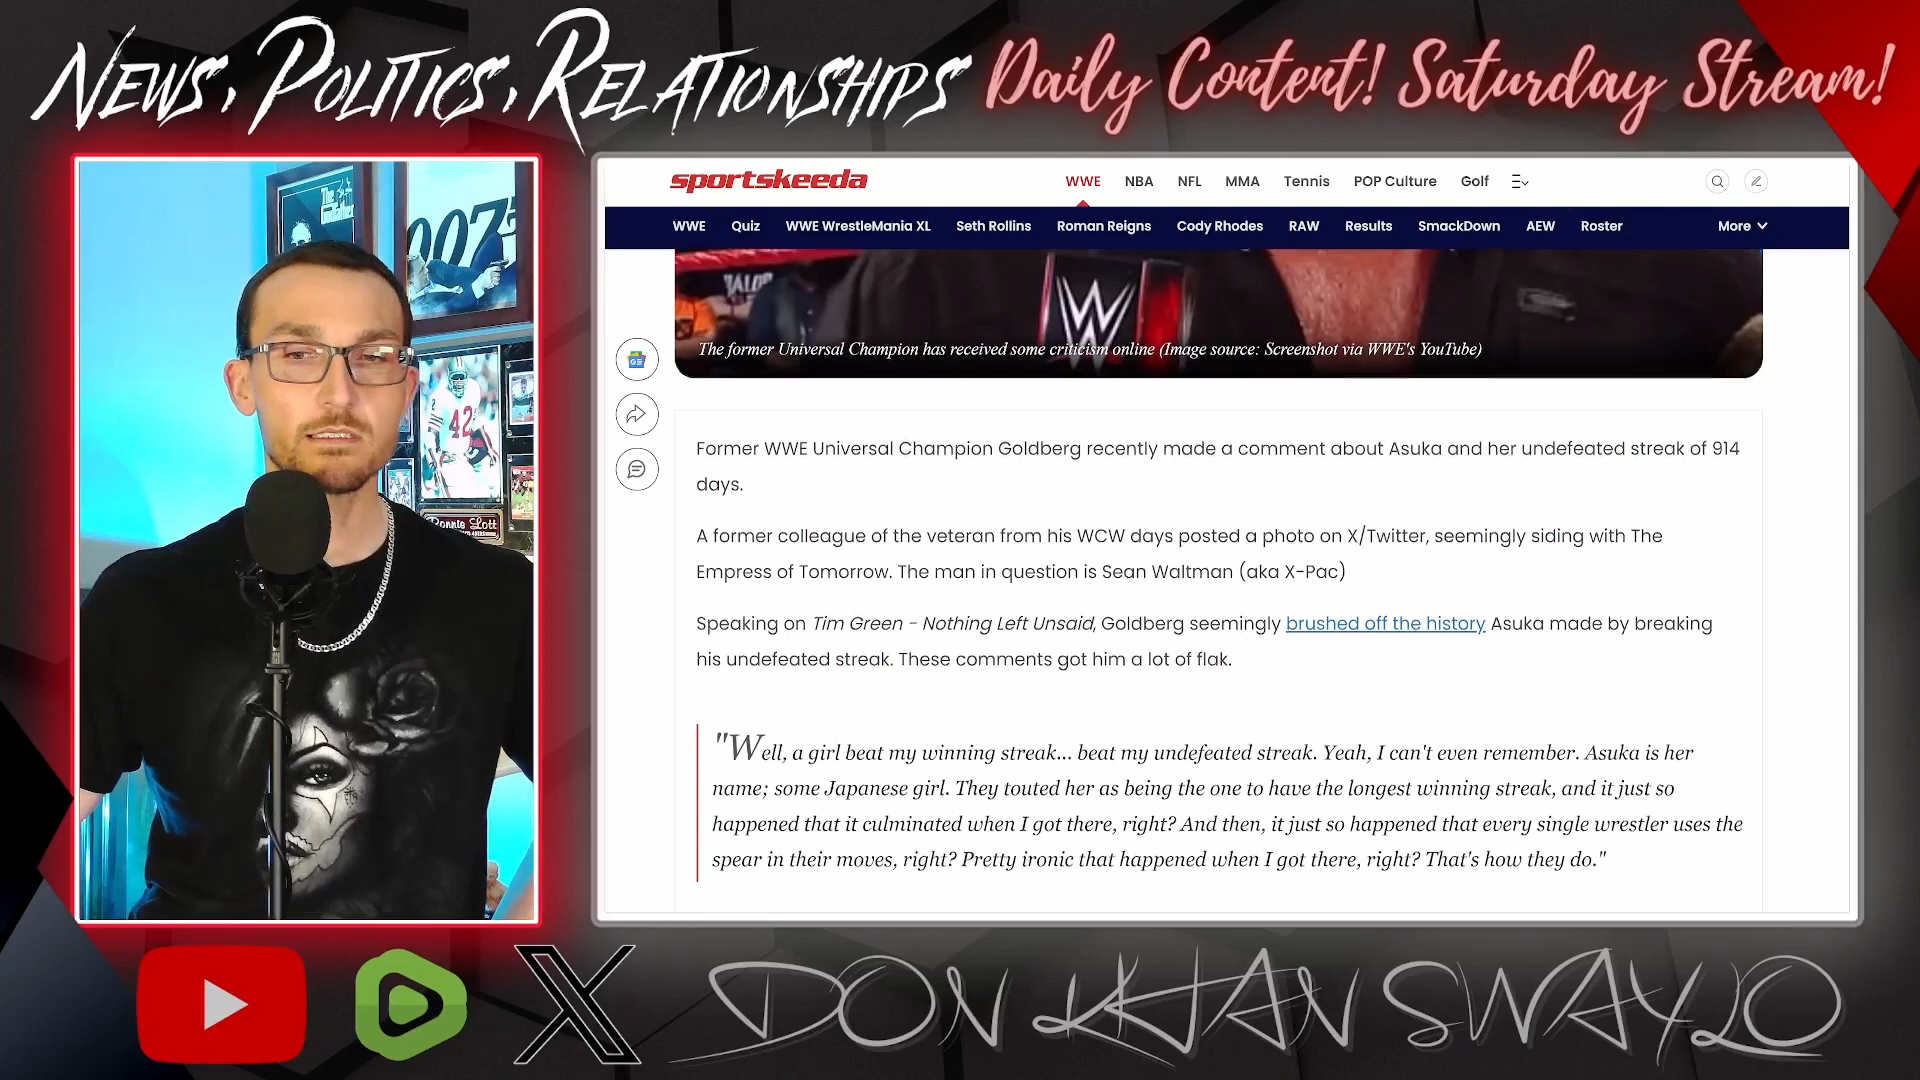 NEWS, POLITICS, RELATIONSHIPS Daily Content! Saturday Stream!
The Godfather
007
42
Ronnie Lott
sportskeeda
WWE NBA NFL MMA Tennis POP Culture Golf
WWE Quiz WWE WrestleMania XL Seth Rollins Roman Reigns Cody Rhodes RAW Results SmackDown AEW Roster More
The former Universal Champion has received some criticism online (Image source: Screenshot via WWE's YouTube)
Former WWE Universal Champion Goldberg recently made a comment about Asuka and her undefeated streak of 914
days.
A former colleague of the veteran from his WCW days posted a photo on X/Twitter, seemingly siding with The
Empress of Tomorrow. The man in question is Sean Waltman (aka X-Pac)
Speaking on Tim Green - Nothing Left Unsaid, Goldberg seemingly brushed off the history Asuka made by breaking
his undefeated streak. These comments got him a lot of flak.
"Well, a girl beat my winning streak... beat my undefeated streak. Yeah, I can't even remember. Asuka is her
name; some Japanese girl. They touted her as being the one to have the longest winning streak, and it just so
happened that it culminated when I got there, right? And then, it just so happened that every single wrestler uses the
spear in their moves, right? Pretty ironic that happened when I got there, right? That's how they do."
DON KHAN SWAYLO